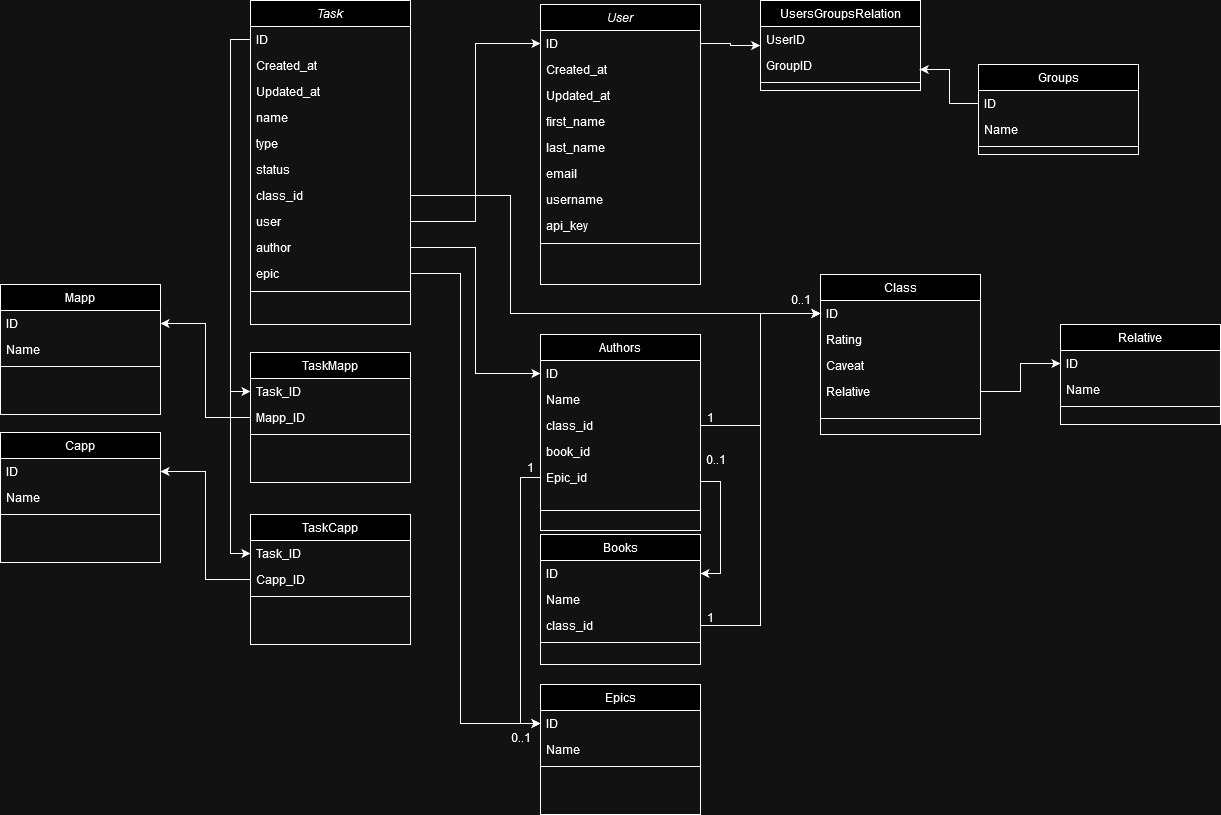 Task
ID
Created_at
Updated_at
name
type
status
class_id
user
author
epic
User
ID
Created_at
Updated_at
first_name
last_name
email
username
api_key
UsersGroupsRelation
UserID
GroupID
Groups
ID
Name
Mapp
ID
Name
Capp
ID
Name
TaskMapp
Task_ID
Mapp_ID
TaskCapp
Task_ID
Capp_ID
Authors
ID
Name
class_id
book_id
Epic_id
1
0..1
1
Books
ID
Name
class_id
1
Epics
ID
Name
0..1
0..1
Class
ID
Rating
Caveat
Relative
Relative
ID
Name